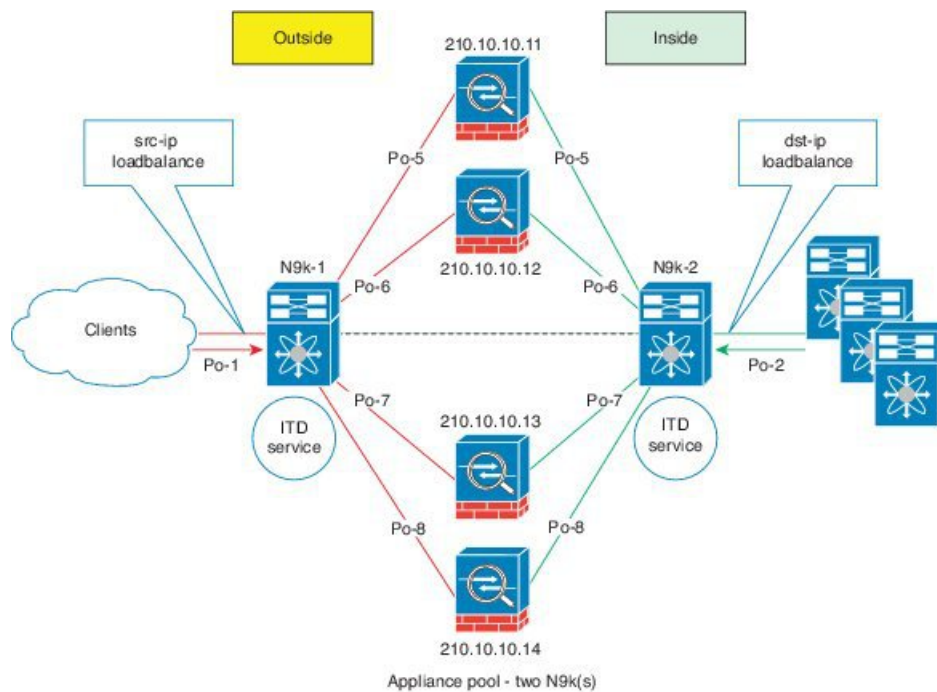 Outside
210.10.10.11
Inside
src-ip
loadbalance
dst-ip
loadbalance
Po-5
Po-5
N9k-1
Po-6
210.10.10.12
Po-6
N9k-2
Clients
Po-1
Po-2
ITD
service
Po-7
210.10.10.13
Po-7
ITD
service
Po-8
Po-8
210.10.10.14
Appliance pool - two N9k(s)